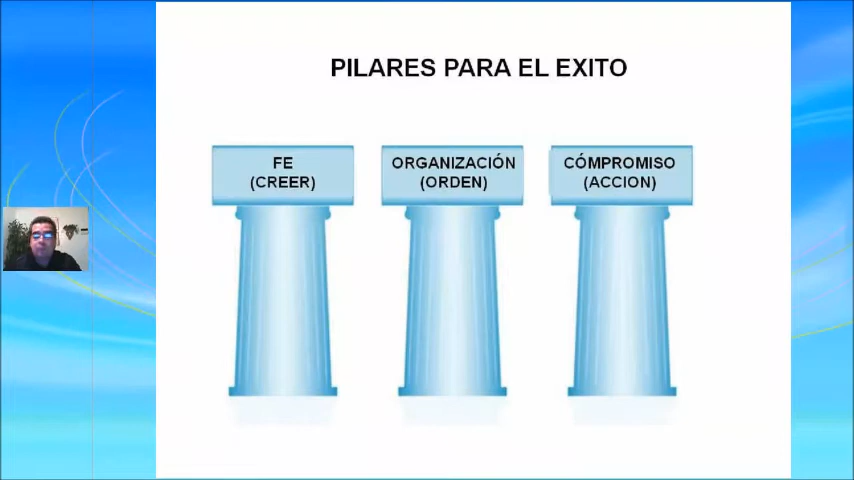 PILARES PARA EL EXITO
FE
(CREER)
ORGANIZACIÓN
(ORDEN)
CÓMPROMISO
(ACCION)